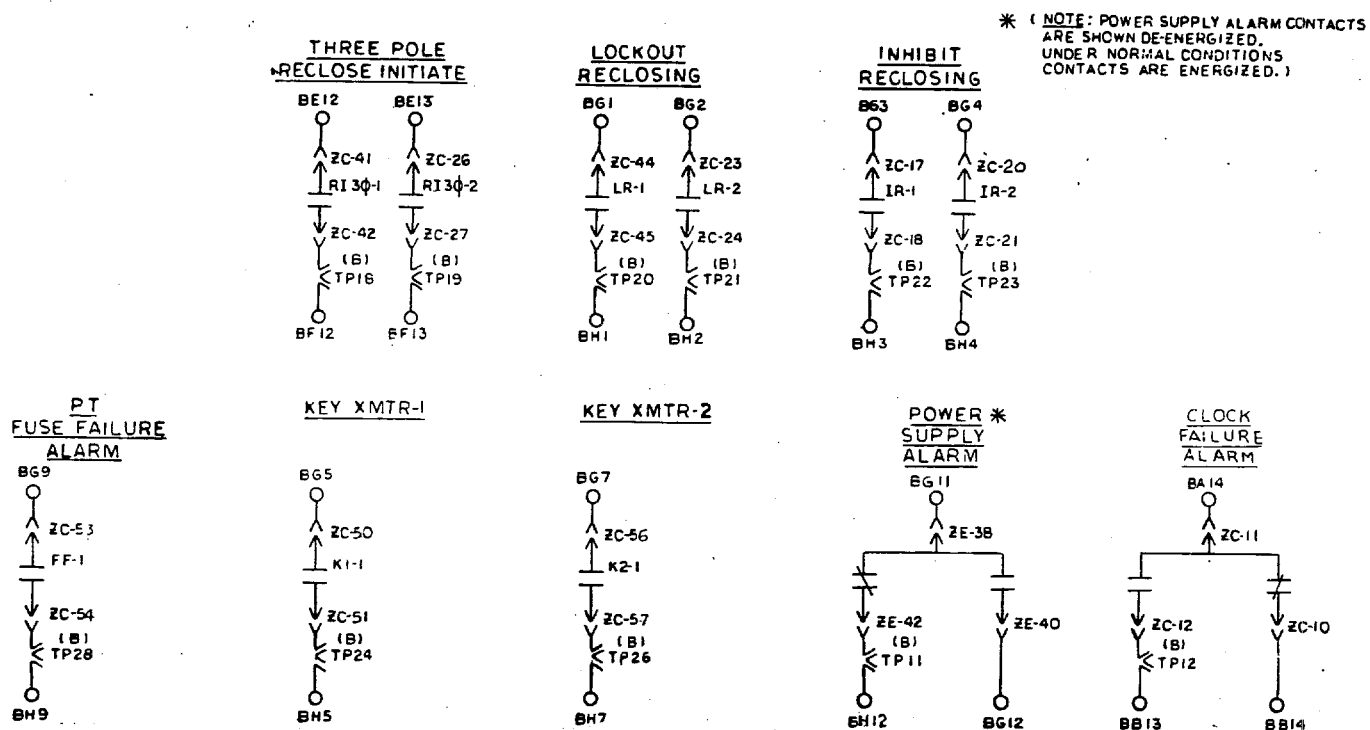 * (NOTE: POWER SUPPLY ALARM CONTACTS
ARE SHOWN DE-ENERGIZED.
UNDER NORMAL CONDITIONS
CONTACTS ARE ENERGIZED.)
THREE POLE
RECLOSE INITIATE
BE12 BE13
ZC-41 ZC-26
RI3Φ-1 RI3Φ-2
ZC-42 ZC-27
(B) (B)
TP18 TP19
BF12 BF13
LOCKOUT
RECLOSING
BG1 BG2
ZC-44 ZC-23
LR-1 LR-2
ZC-45 ZC-24
(B) (B)
TP20 TP21
BH1 BH2
INHIBIT
RECLOSING
BG3 BG4
ZC-17 ZC-20
IR-1 IR-2
ZC-18 ZC-21
(B) (B)
TP22 TP23
BH3 BH4
PT
FUSE FAILURE
ALARM
BG9
ZC-53
FF-1
ZC-54
(B)
TP28
BH9
KEY XMTR-1
BG5
ZC-50
K1-1
ZC-51
(B)
TP24
BH5
KEY XMTR-2
BG7
ZC-56
K2-1
ZC-57
(B)
TP26
BH7
POWER *
SUPPLY
ALARM
BG11
ZE-38
ZE-42 ZE-40
(B)
TP11
BH12 BG12
CLOCK
FAILURE
ALARM
BA14
ZC-11
ZC-12 ZC-10
(B)
TP12
BB13 BB14